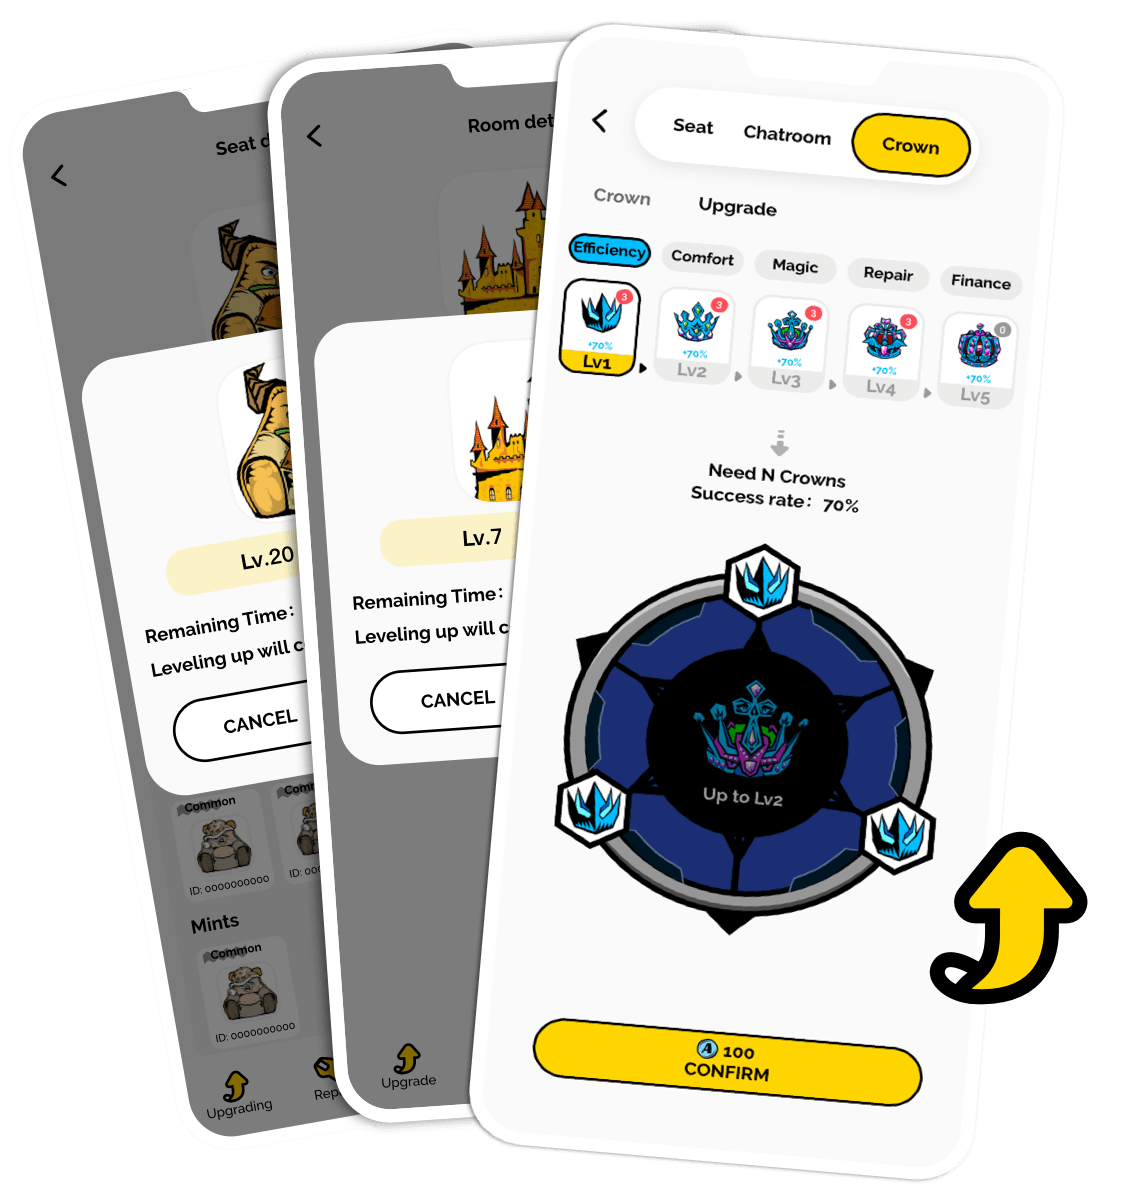 Seat d
Lv.20
Remaining Time：
Leveling up will c
CANCEL
Common
Comm
ID: 0000000000
ID: 00
Mints
Common
ID: 0000000000
Upgrading
Rep
Room det
Lv.7
Remaining Time：
Leveling up will c
CANCEL
Upgrade
Seat Chatroom Crown
Crown Upgrade
Efficiency Comfort Magic Repair Finance
3 3 3 3 0
+70% +70% +70% +70% +70%
Lv1 Lv2 Lv3 Lv4 Lv5
Need N Crowns
Success rate：70%
Up to Lv2
A 100
CONFIRM